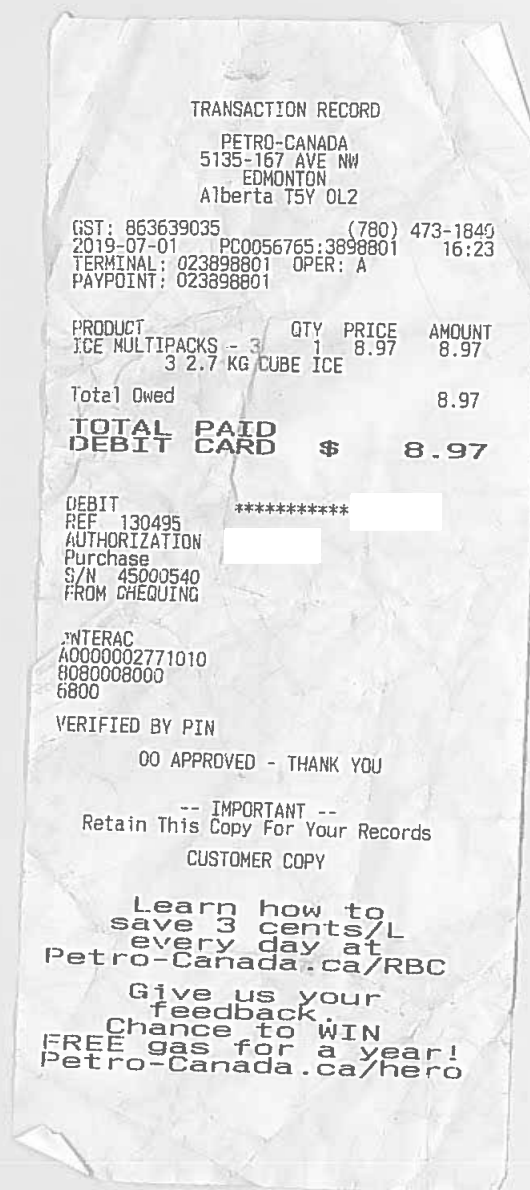 TRANSACTION RECORD
PETRO-CANADA
5135-167 AVE NW
EDMONTON
Alberta T5Y 0L2
GST: 863639035 (780) 473-1840
2019-07-01 PC0056765:3898801 16:23
TERMINAL: 023898801 OPER: A
PAYPOINT: 023898801
PRODUCT QTY PRICE AMOUNT
ICE MULTIPACKS - 3 1 8.97 8.97
3 2.7 KG CUBE ICE
Total Owed 8.97
TOTAL PAID
DEBIT CARD $ 8.97
DEBIT ***********
REF 130495
AUTHORIZATION
Purchase
S/N 45000540
FROM CHEQUING
INTERAC
A0000002771010
8080008000
6800
VERIFIED BY PIN
00 APPROVED - THANK YOU
-- IMPORTANT --
Retain This Copy For Your Records
CUSTOMER COPY
Learn how to
save 3 cents/L
every day at
Petro-Canada.ca/RBC
Give us your
feedback.
Chance to WIN
FREE gas for a year!
Petro-Canada.ca/hero